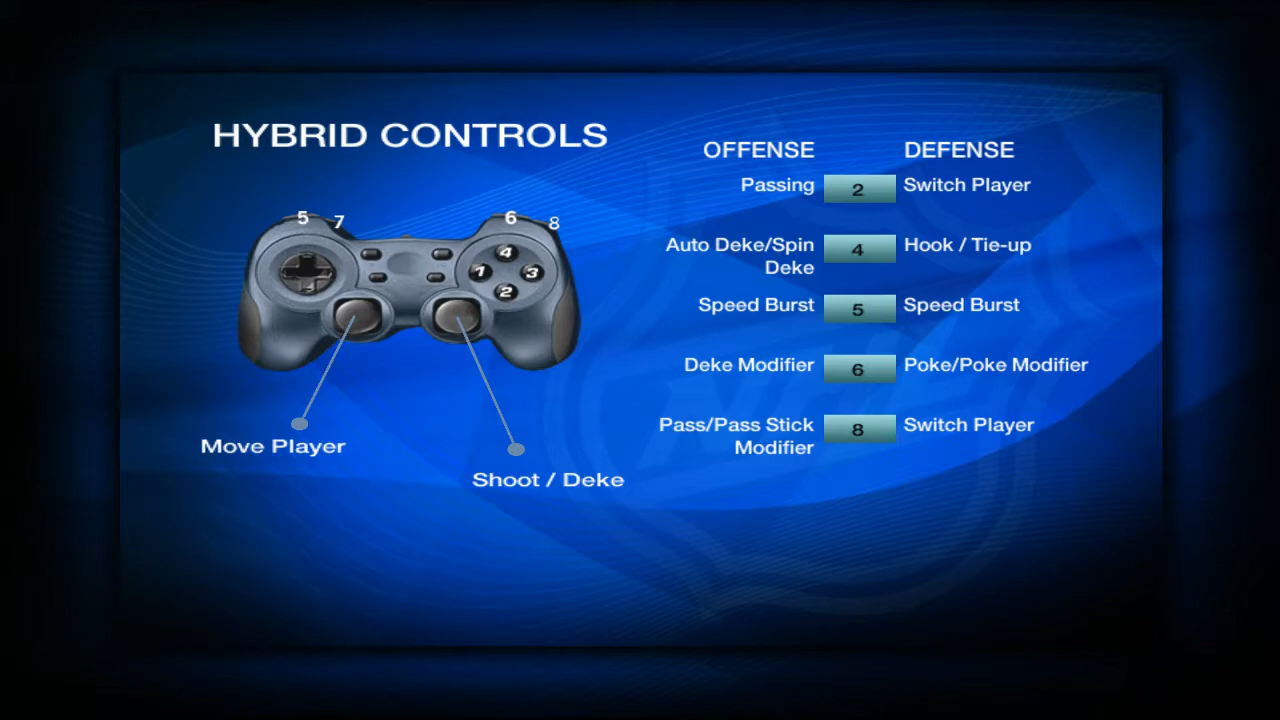 HYBRID CONTROLS
OFFENSE DEFENSE
Passing 2 Switch Player
5 7 6 8
Auto Deke/Spin 4 Hook / Tie-up
Deke
4
1 3
2
Speed Burst 5 Speed Burst
Deke Modifier 6 Poke/Poke Modifier
Pass/Pass Stick 8 Switch Player
Modifier
Move Player
Shoot / Deke
NHL